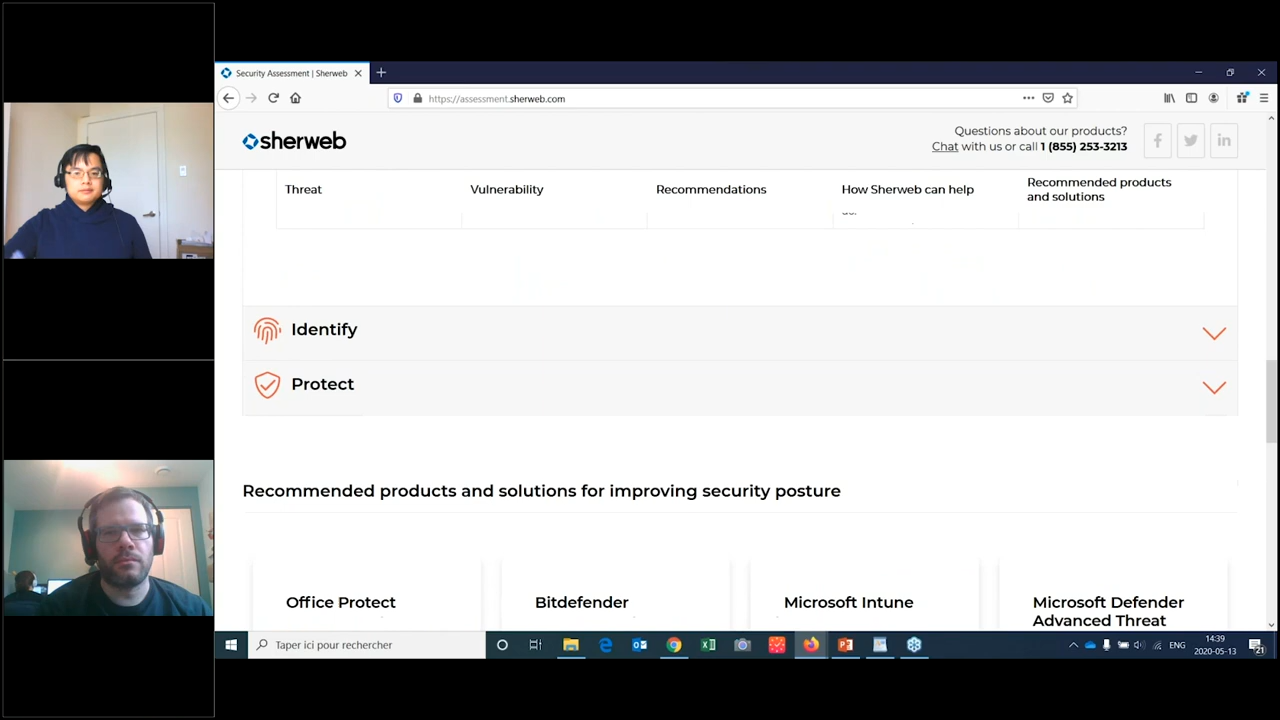 Security Assessment | Sherweb
https://assessment.sherweb.com
sherweb
Questions about our products?
Chat with us or call 1 (855) 253-3213
Threat
Vulnerability
Recommendations
How Sherweb can help
Recommended products
and solutions
Identify
Protect
Recommended products and solutions for improving security posture
Office Protect
Bitdefender
Microsoft Intune
Microsoft Defender
Advanced Threat
Taper ici pour rechercher
ENG
14:39
2020-05-13
21